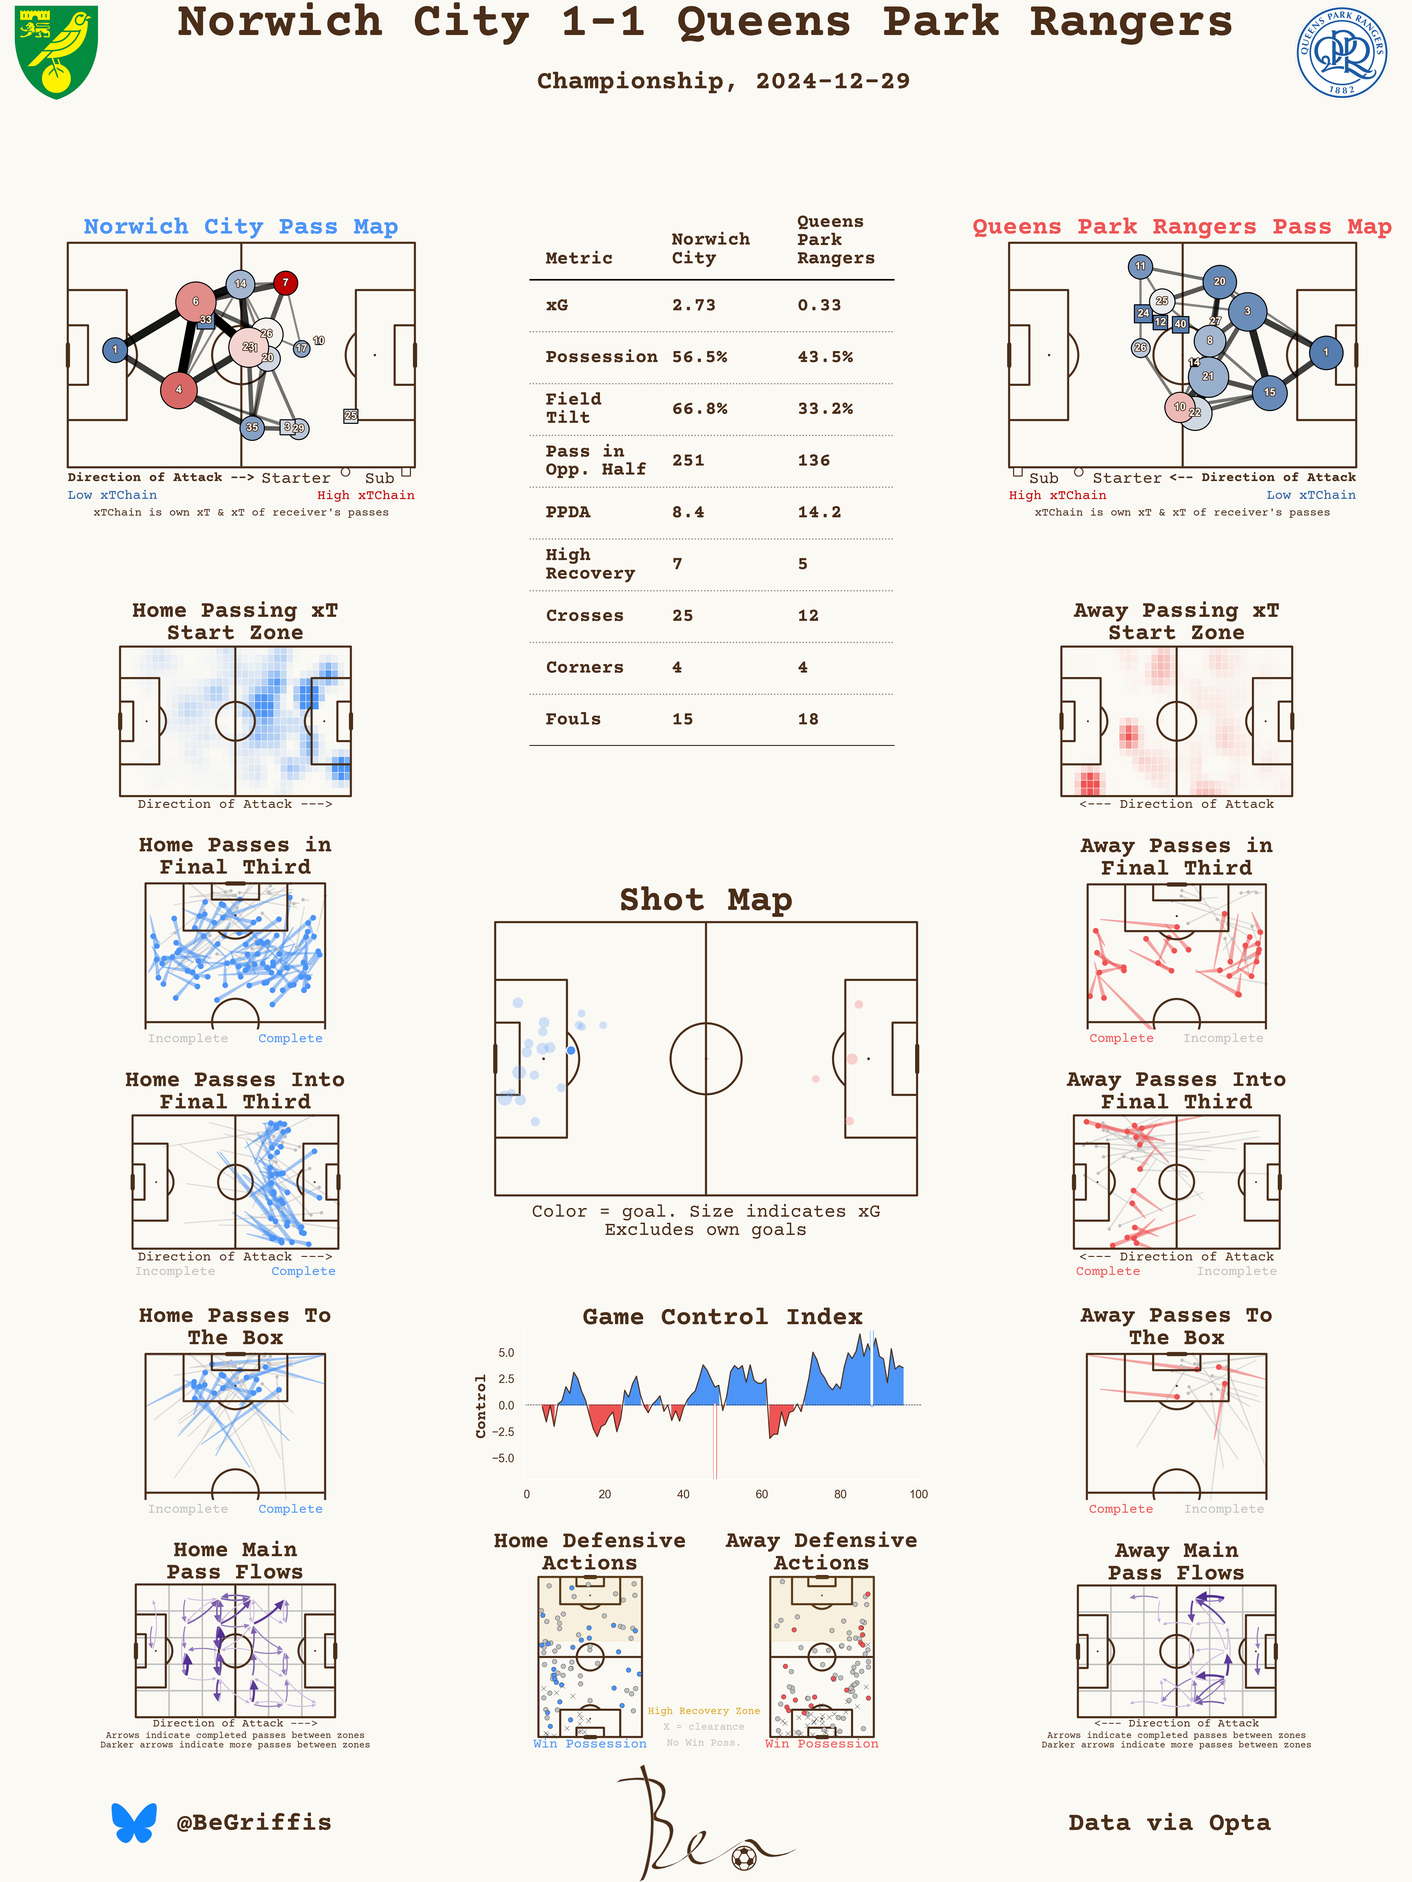 Norwich City 1-1 Queens Park Rangers
Championship, 2024-12-29
QUEENS PARK RANGERS
1882
Norwich City Pass Map
1
6
33
4
14
7
26
23
20
17
10
35
3
29
25
Direction of Attack --> Starter Sub
Low xTChain High xTChain
xTChain is own xT & xT of receiver's passes
Metric Norwich City Queens Park Rangers
xG 2.73 0.33
Possession 56.5% 43.5%
Field Tilt 66.8% 33.2%
Pass in Opp. Half 251 136
PPDA 8.4 14.2
High Recovery 7 5
Crosses 25 12
Corners 4 4
Fouls 15 18
Queens Park Rangers Pass Map
11
20
25
24
12
40
27
3
26
8
1
14
21
15
10
22
Sub Starter <-- Direction of Attack
High xTChain Low xTChain
xTChain is own xT & xT of receiver's passes
Home Passing xT
Start Zone
Direction of Attack --->
Away Passing xT
Start Zone
<--- Direction of Attack
Home Passes in
Final Third
Incomplete Complete
Away Passes in
Final Third
Complete Incomplete
Shot Map
Color = goal. Size indicates xG
Excludes own goals
Home Passes Into
Final Third
Direction of Attack --->
Incomplete Complete
Away Passes Into
Final Third
<--- Direction of Attack
Complete Incomplete
Home Passes To
The Box
Incomplete Complete
Game Control Index
Control
5.0
2.5
0.0
−2.5
−5.0
0 20 40 60 80 100
Away Passes To
The Box
Complete Incomplete
Home Main
Pass Flows
Direction of Attack --->
Arrows indicate completed passes between zones
Darker arrows indicate more passes between zones
Home Defensive
Actions
Win Possession
Away Defensive
Actions
Win Possession
High Recovery Zone
X = clearance
No Win Poss.
Away Main
Pass Flows
<--- Direction of Attack
Arrows indicate completed passes between zones
Darker arrows indicate more passes between zones
@BeGriffis
Ben
Data via Opta